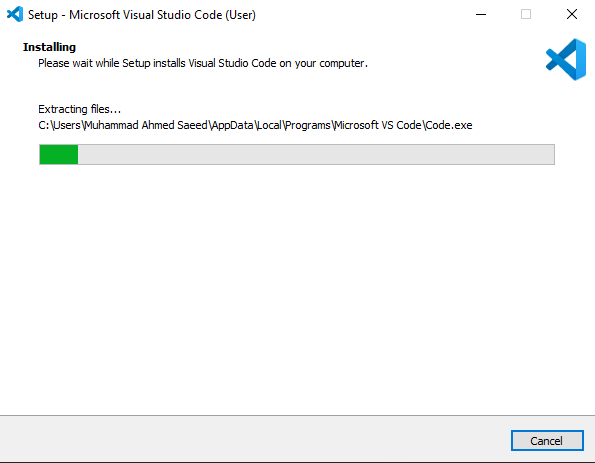 Setup - Microsoft Visual Studio Code (User)
Installing
Please wait while Setup installs Visual Studio Code on your computer.
Extracting files...
C:\Users\Muhammad Ahmed Saeed\AppData\Local\Programs\Microsoft VS Code\Code.exe
Cancel